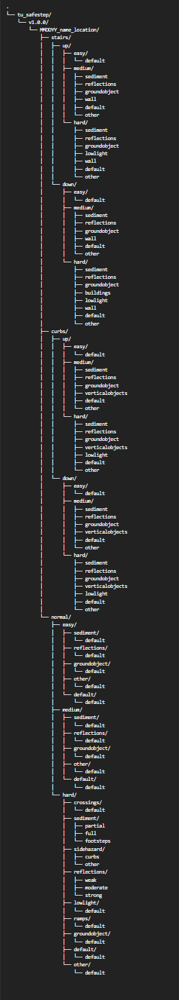 .
└── tu_safestep/
    └── v1.0.0/
        └── MMDDYY_name_location/
            ├── stairs/
            │   ├── up/
            │   │   ├── easy/
            │   │   │   └── default
            │   │   ├── medium/
            │   │   │   ├── sediment
            │   │   │   ├── reflections
            │   │   │   ├── groundobject
            │   │   │   ├── wall
            │   │   │   ├── default
            │   │   │   └── other
            │   │   └── hard/
            │   │       ├── sediment
            │   │       ├── reflections
            │   │       ├── groundobject
            │   │       ├── lowlight
            │   │       ├── wall
            │   │       ├── default
            │   │       └── other
            │   └── down/
            │       ├── easy/
            │       │   └── default
            │       ├── medium/
            │       │   ├── sediment
            │       │   ├── reflections
            │       │   ├── groundobject
            │       │   ├── wall
            │       │   ├── default
            │       │   └── other
            │       └── hard/
            │           ├── sediment
            │           ├── reflections
            │           ├── groundobject
            │           ├── buildings
            │           ├── lowlight
            │           ├── wall
            │           ├── default
            │           └── other
            ├── curbs/
            │   ├── up/
            │   │   ├── easy/
            │   │   │   └── default
            │   │   ├── medium/
            │   │   │   ├── sediment
            │   │   │   ├── reflections
            │   │   │   ├── groundobject
            │   │   │   ├── verticalobjects
            │   │   │   ├── default
            │   │   │   └── other
            │   │   └── hard/
            │   │       ├── sediment
            │   │       ├── reflections
            │   │       ├── groundobject
            │   │       ├── verticalobjects
            │   │       ├── lowlight
            │   │       ├── default
            │   │       └── other
            │   └── down/
            │       ├── easy/
            │       │   └── default
            │       ├── medium/
            │       │   ├── sediment
            │       │   ├── reflections
            │       │   ├── groundobject
            │       │   ├── verticalobjects
            │       │   ├── default
            │       │   └── other
            │       └── hard/
            │           ├── sediment
            │           ├── reflections
            │           ├── groundobject
            │           ├── verticalobjects
            │           ├── lowlight
            │           ├── default
            │           └── other
            └── normal/
                ├── easy/
                │   ├── sediment/
                │   │   └── default
                │   ├── reflections/
                │   │   └── default
                │   ├── groundobject/
                │   │   └── default
                │   ├── other/
                │   │   └── default
                │   └── default/
                │       └── default
                ├── medium/
                │   ├── sediment/
                │   │   └── default
                │   ├── reflections/
                │   │   └── default
                │   ├── groundobject/
                │   │   └── default
                │   ├── other/
                │   │   └── default
                │   └── default/
                │       └── default
                └── hard/
                    ├── crossings/
                    │   └── default
                    ├── sediment/
                    │   ├── partial
                    │   ├── full
                    │   └── footsteps
                    ├── sidehazard/
                    │   ├── curbs
                    │   └── other
                    ├── reflections/
                    │   ├── weak
                    │   ├── moderate
                    │   └── strong
                    ├── lowlight/
                    │   └── default
                    ├── ramps/
                    │   └── default
                    ├── groundobject/
                    │   └── default
                    ├── default/
                    │   └── default
                    └── other/
                        └── default